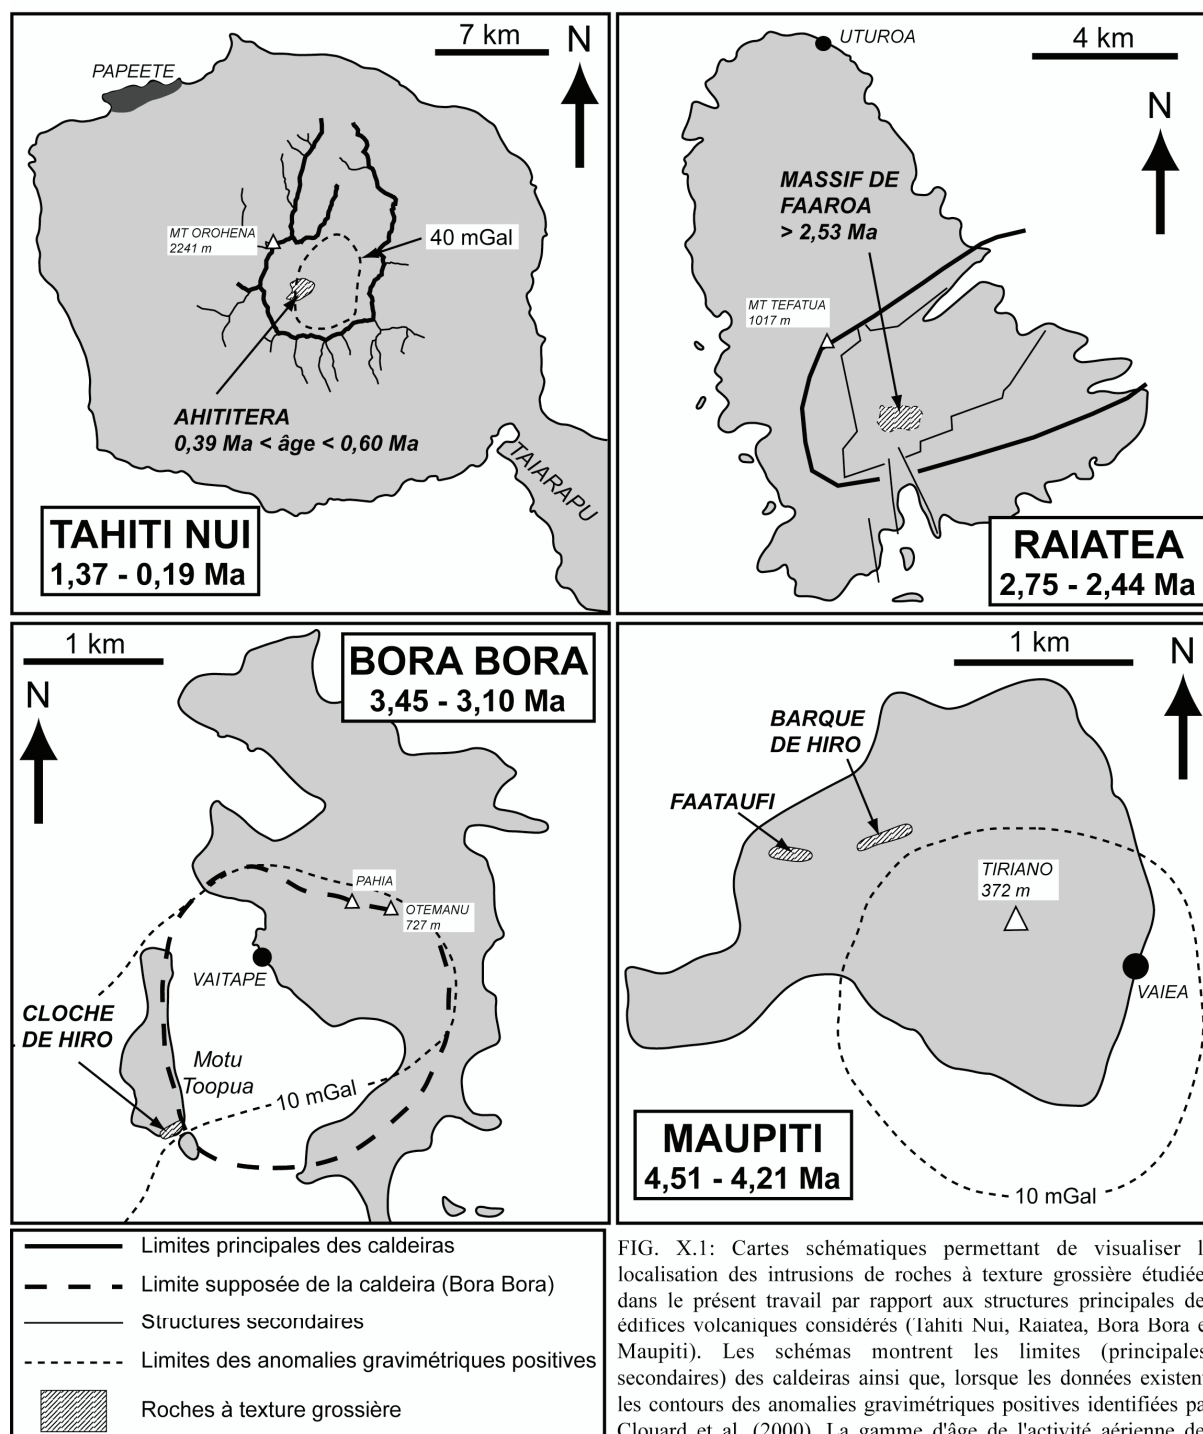 7 km
N
PAPEETE
MT OROHENA
2241 m
40 mGal
AHITITERA
0,39 Ma < âge < 0,60 Ma
TAIARAPU
TAHITI NUI
1,37 - 0,19 Ma
UTUROA
4 km
N
MASSIF DE
FAAROA
> 2,53 Ma
MT TEFATUA
1017 m
RAIATEA
2,75 - 2,44 Ma
1 km
N
BORA BORA
3,45 - 3,10 Ma
PAHIA
OTEMANU
727 m
VAITAPE
CLOCHE
DE HIRO
Motu
Toopua
10 mGal
1 km
N
BARQUE
DE HIRO
FAATAUFI
TIRIANO
372 m
VAIEA
MAUPITI
4,51 - 4,21 Ma
10 mGal
Limites principales des caldeiras
Limite supposée de la caldeira (Bora Bora)
Structures secondaires
Limites des anomalies gravimétriques positives
Roches à texture grossière
FIG. X.1: Cartes schématiques permettant de visualiser l
localisation des intrusions de roches à texture grossière étudiée
dans le présent travail par rapport aux structures principales de
édifices volcaniques considérés (Tahiti Nui, Raiatea, Bora Bora e
Maupiti). Les schémas montrent les limites (principales
secondaires) des caldeiras ainsi que, lorsque les données existent
les contours des anomalies gravimétriques positives identifiées pa
Clouard et al. (2000). La gamme d'âge de l'activité aérienne de